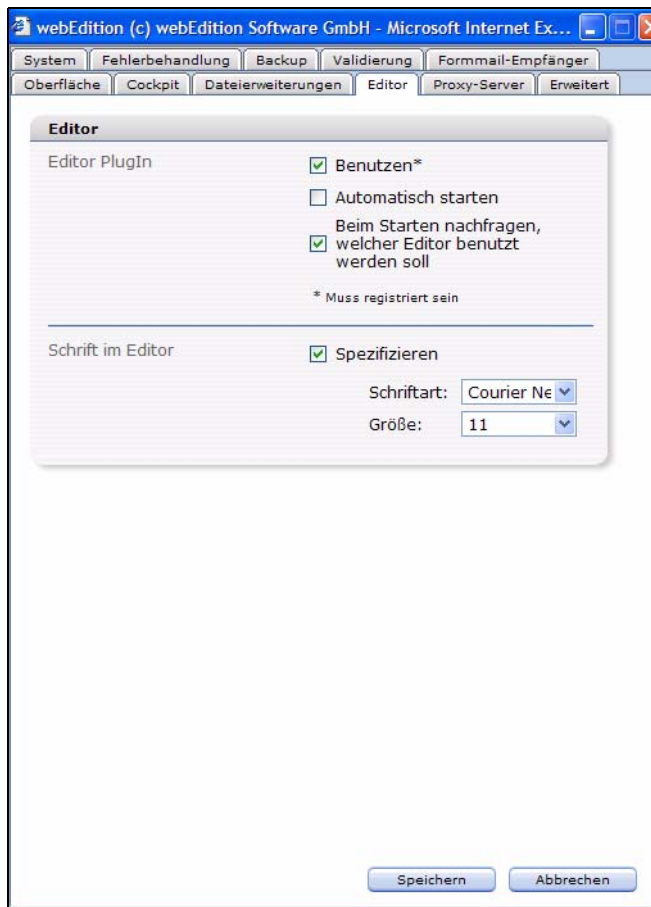 webEdition (c) webEdition Software GmbH - Microsoft Internet Ex...
System Fehlerbehandlung Backup Validierung Formmail-Empfänger
Oberfläche Cockpit Dateierweiterungen Editor Proxy-Server Erweitert
Editor
Editor PlugIn
Benutzen*
Automatisch starten
Beim Starten nachfragen,
welcher Editor benutzt
werden soll
* Muss registriert sein
Schrift im Editor
Spezifizieren
Schriftart: Courier Ne
Größe: 11
Speichern Abbrechen